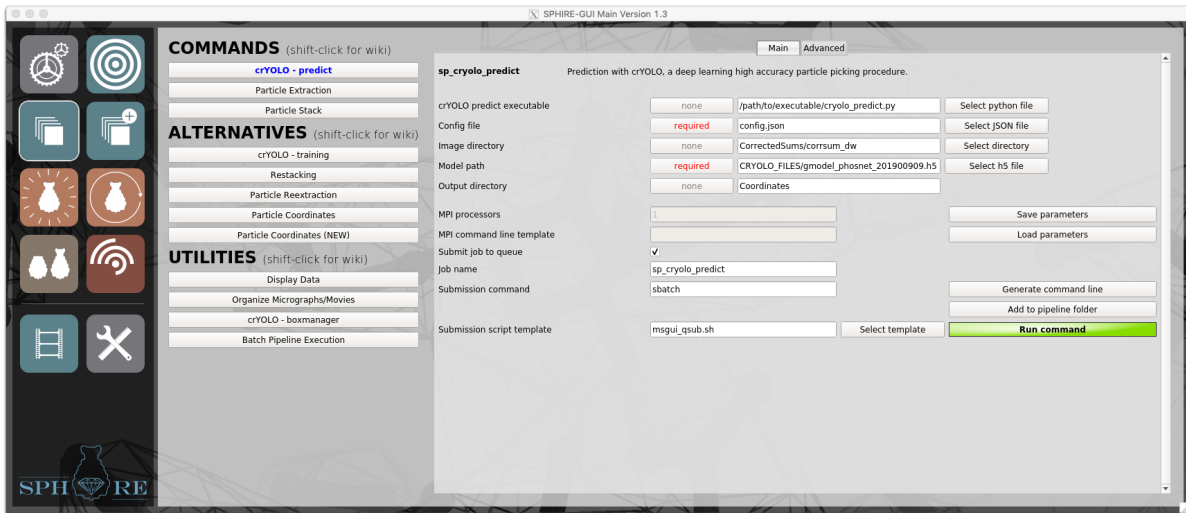 SPHIRE-GUI Main Version 1.3
COMMANDS (shift-click for wiki)
crYOLO - predict
Particle Extraction
Particle Stack
ALTERNATIVES (shift-click for wiki)
crYOLO - training
Restacking
Particle Reextraction
Particle Coordinates
Particle Coordinates (NEW)
UTILITIES (shift-click for wiki)
Display Data
Organize Micrographs/Movies
crYOLO - boxmanager
Batch Pipeline Execution
SPHIRE
Main Advanced
sp_cryolo_predict Prediction with crYOLO, a deep learning high accuracy particle picking procedure.
crYOLO predict executable none /path/to/executable/cryolo_predict.py Select python file
Config file required config.json Select JSON file
Image directory none CorrectedSums/corrsum_dw Select directory
Model path required CRYOLO_FILES/gmodel_phosnet_201900909.h5 Select h5 file
Output directory none Coordinates
MPI processors 1 Save parameters
MPI command line template Load parameters
Submit job to queue
Job name sp_cryolo_predict
Submission command sbatch Generate command line
Add to pipeline folder
Submission script template msgui_qsub.sh Select template Run command